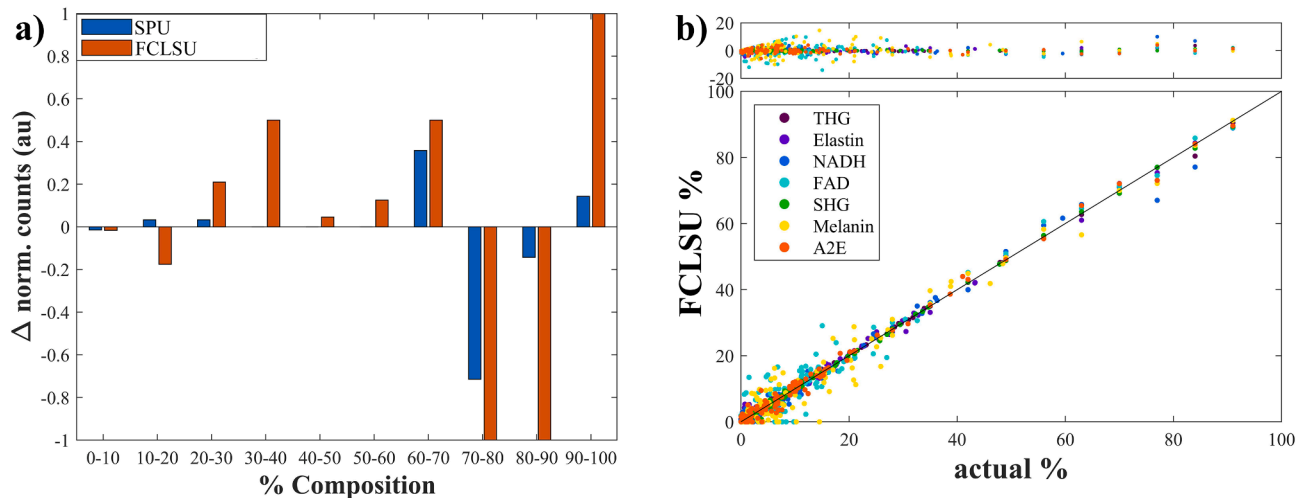 a)
SPU
FCLSU
1
0.8
0.6
0.4
0.2
0
-0.2
-0.4
-0.6
-0.8
-1
Δ norm. counts (au)
0-10 10-20 20-30 30-40 40-50 50-60 60-70 70-80 80-90 90-100
% Composition
b)
20
0
-20
100
80
60
40
20
0
FCLSU %
THG
Elastin
NADH
FAD
SHG
Melanin
A2E
0 20 40 60 80 100
actual %